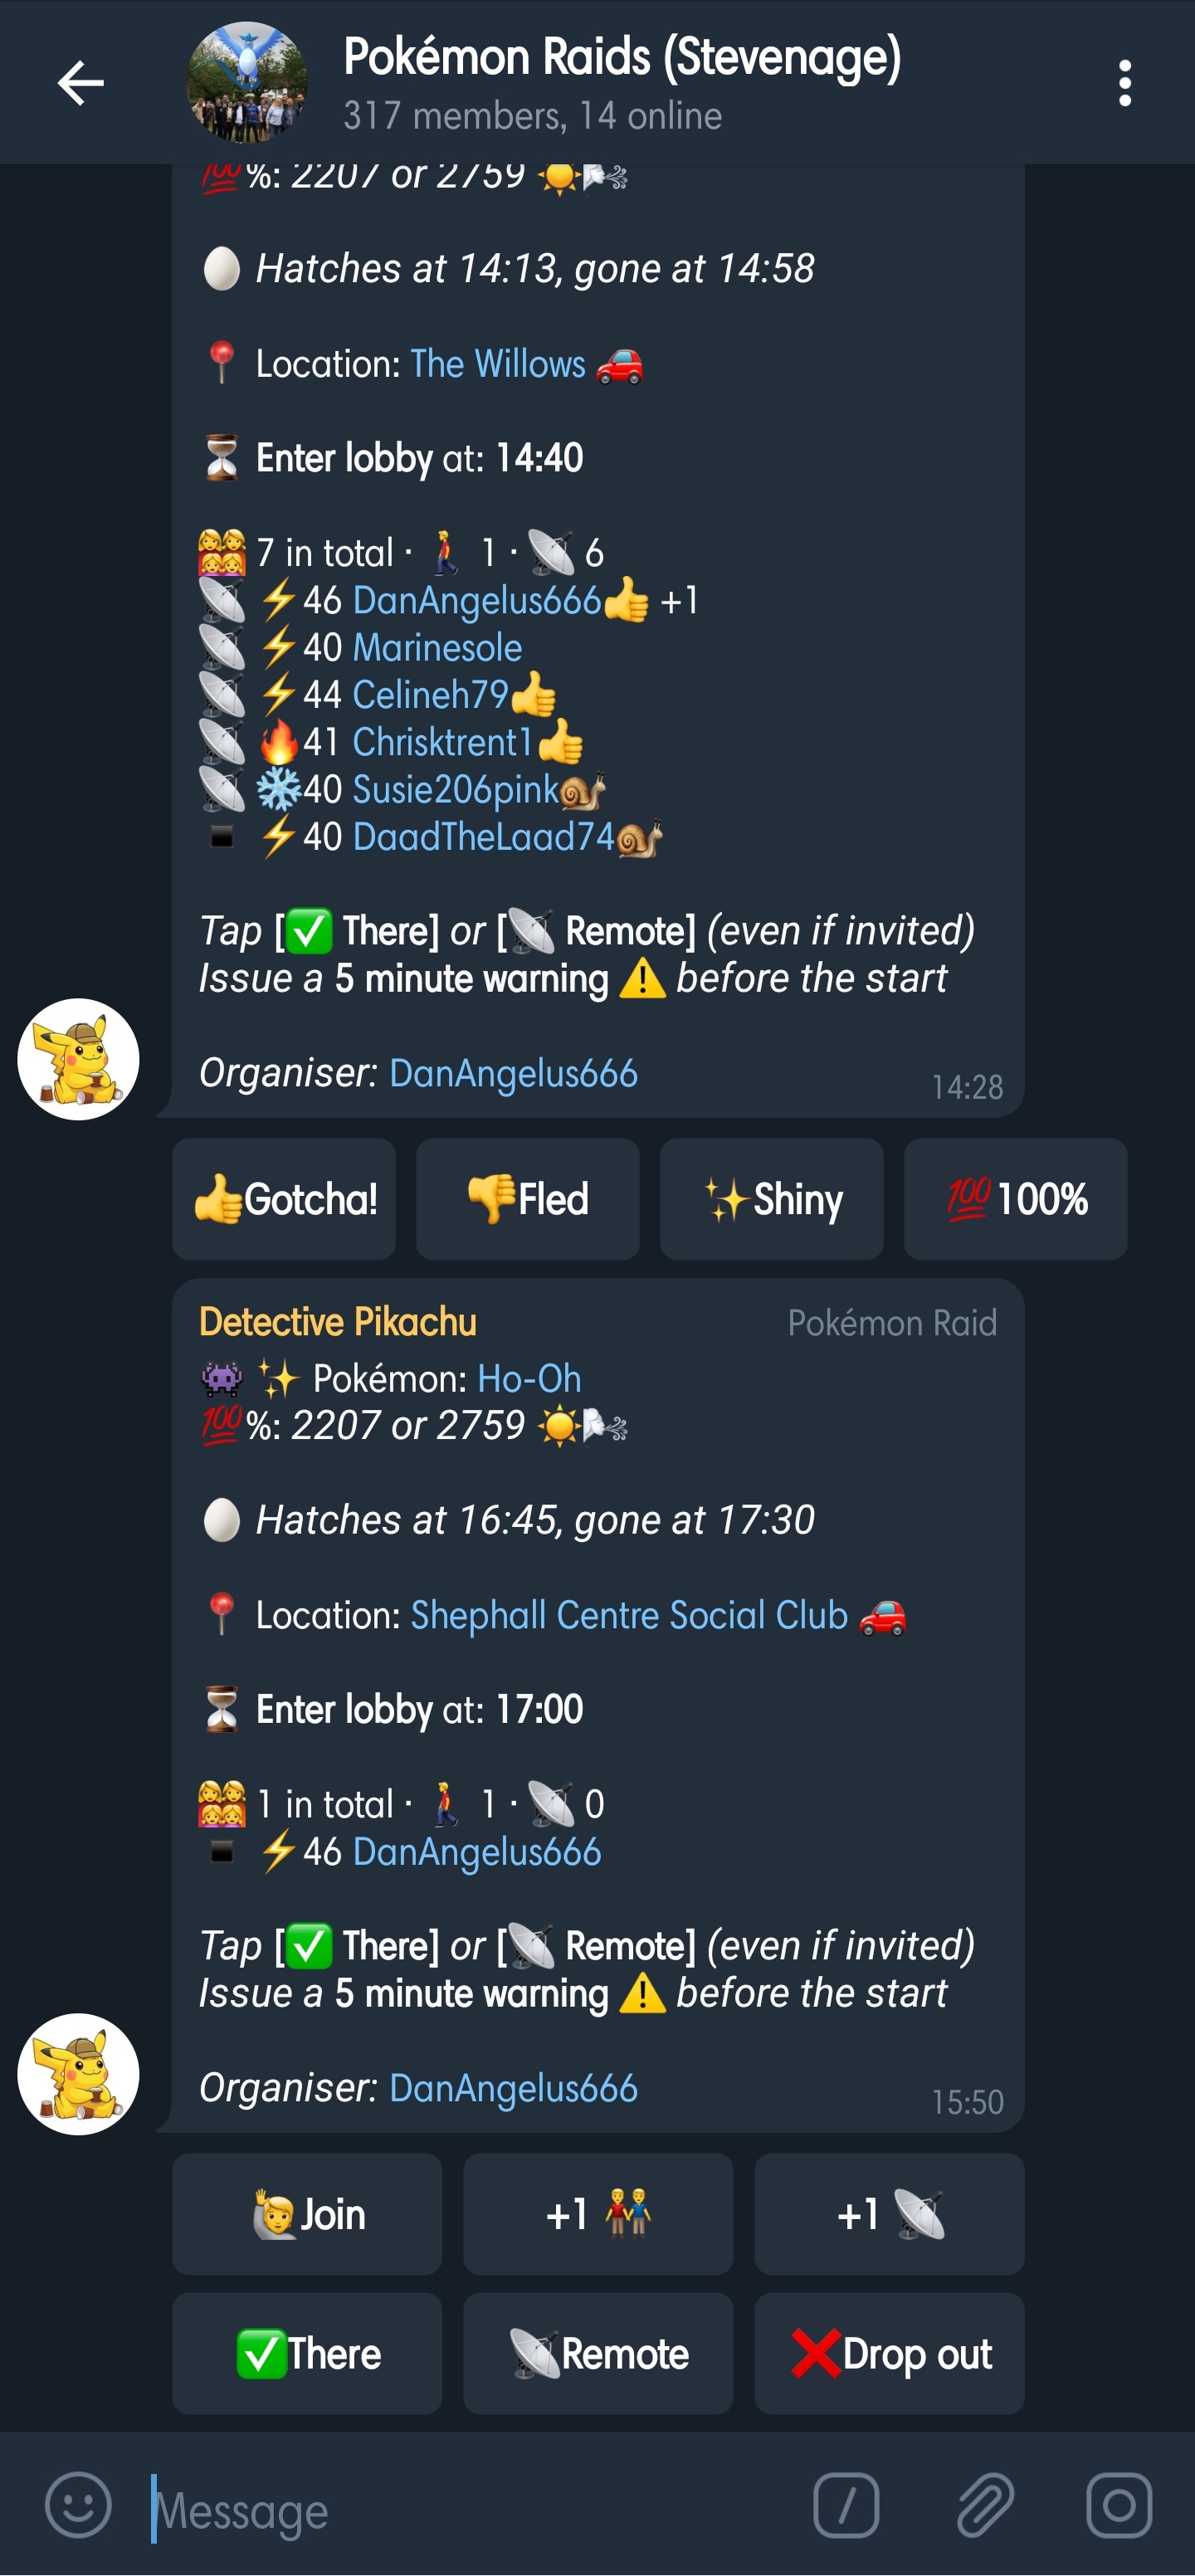 Pokémon Raids (Stevenage)
317 members, 14 online
💯%: 2207 or 2759 ☀️🌬️
🥚 Hatches at 14:13, gone at 14:58
📍 Location: The Willows 🚗
⏳ Enter lobby at: 14:40
👩‍👩‍👧‍👧 7 in total · 🚶 1 · 📡 6
📡 ⚡46 DanAngelus666👍 +1
📡 ⚡40 Marinesole
📡 ⚡44 Celineh79👍
📡 🔥41 Chrisktrent1👍
📡 ❄️40 Susie206pink🐌
▪️ ⚡40 DaadTheLaad74🐌
Tap [✅ There] or [📡 Remote] (even if invited)
Issue a 5 minute warning ⚠️ before the start
Organiser: DanAngelus666
14:28
👍Gotcha! 👎Fled ✨Shiny 💯100%
Detective Pikachu Pokémon Raid
👾 ✨ Pokémon: Ho-Oh
💯%: 2207 or 2759 ☀️🌬️
🥚 Hatches at 16:45, gone at 17:30
📍 Location: Shephall Centre Social Club 🚗
⏳ Enter lobby at: 17:00
👩‍👩‍👧‍👧 1 in total · 🚶 1 · 📡 0
▪️ ⚡46 DanAngelus666
Tap [✅ There] or [📡 Remote] (even if invited)
Issue a 5 minute warning ⚠️ before the start
Organiser: DanAngelus666
15:50
🙋Join +1 👬 +1 📡
✅There 📡Remote ❌Drop out
Message